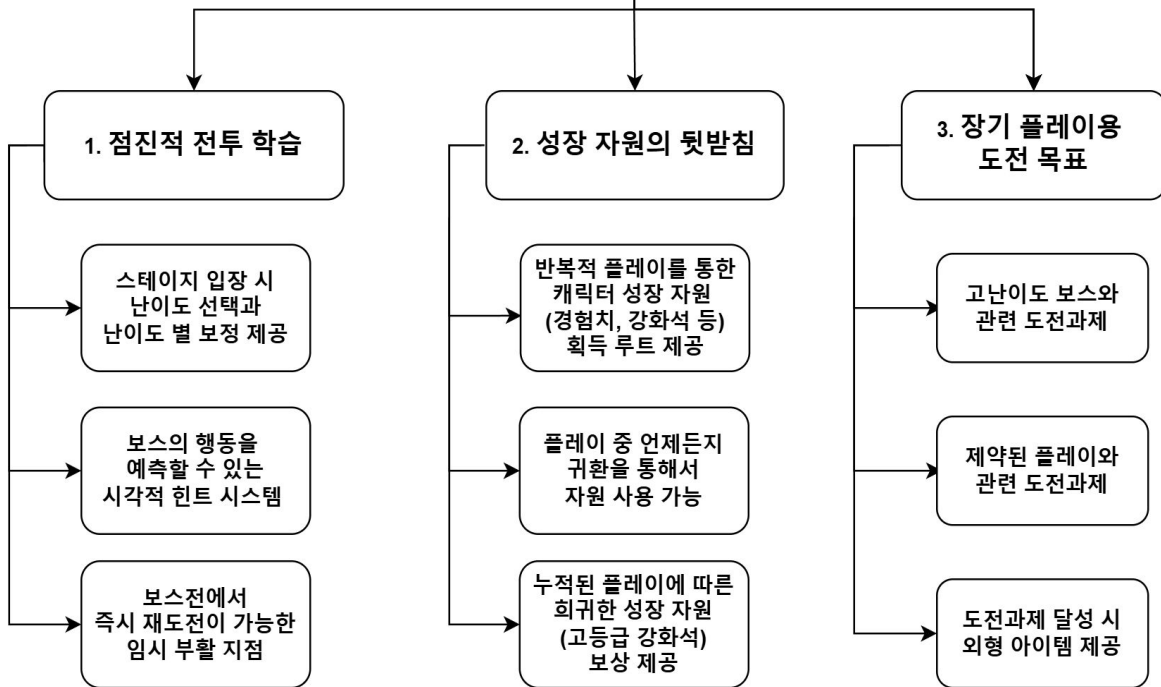 1. 점진적 전투 학습
스테이지 입장 시
난이도 선택과
난이도 별 보정 제공
보스의 행동을
예측할 수 있는
시각적 힌트 시스템
보스전에서
즉시 재도전이 가능한
임시 부활 지점
2. 성장 자원의 뒷받침
반복적 플레이를 통한
캐릭터 성장 자원
(경험치, 강화석 등)
획득 루트 제공
플레이 중 언제든지
귀환을 통해서
자원 사용 가능
누적된 플레이에 따른
희귀한 성장 자원
(고등급 강화석)
보상 제공
3. 장기 플레이용
도전 목표
고난이도 보스와
관련 도전과제
제약된 플레이와
관련 도전과제
도전과제 달성 시
외형 아이템 제공